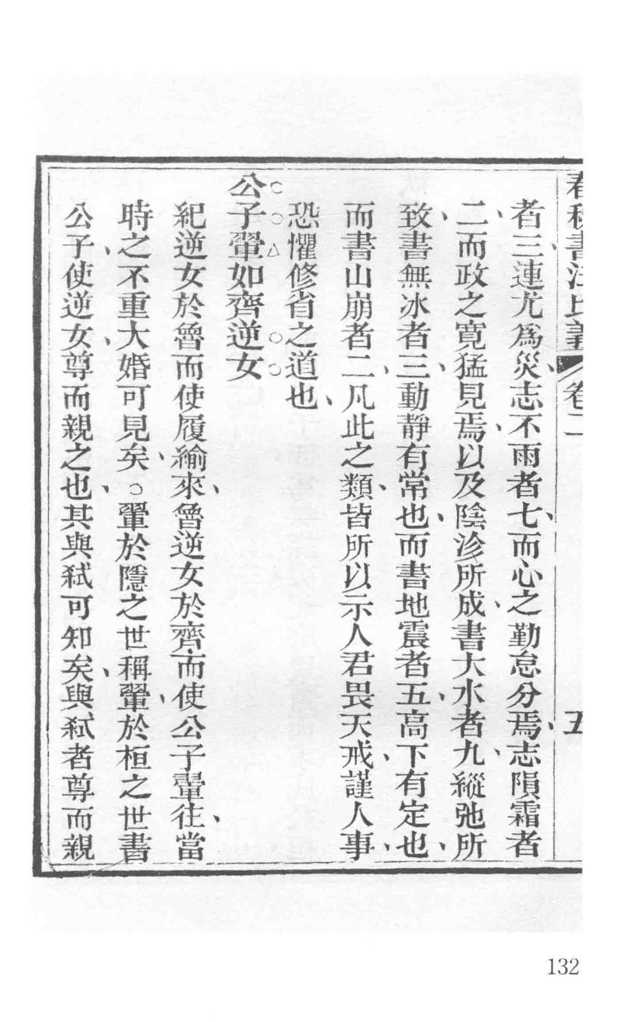 春秋書法氏義 卷二 五
者三連尤為災志不雨者七而心之勤怠分焉志隕霜者
二而政之寬猛見焉以及陰沴所成書大水者九縱弛所
致書無冰者三動靜有常也而書地震者五高下有定也
而書山崩者二凡此之類皆所以示人君畏天戒謹人事
恐懼修省之道也
公子翬如齊逆女
紀逆女於魯而使履緰來魯逆女於齊而使公子翬往當
時之不重大婚可見矣○翬於隱之世稱翬於桓之世書
公子使逆女尊而親之也其與弒可知矣與弒者尊而親
132